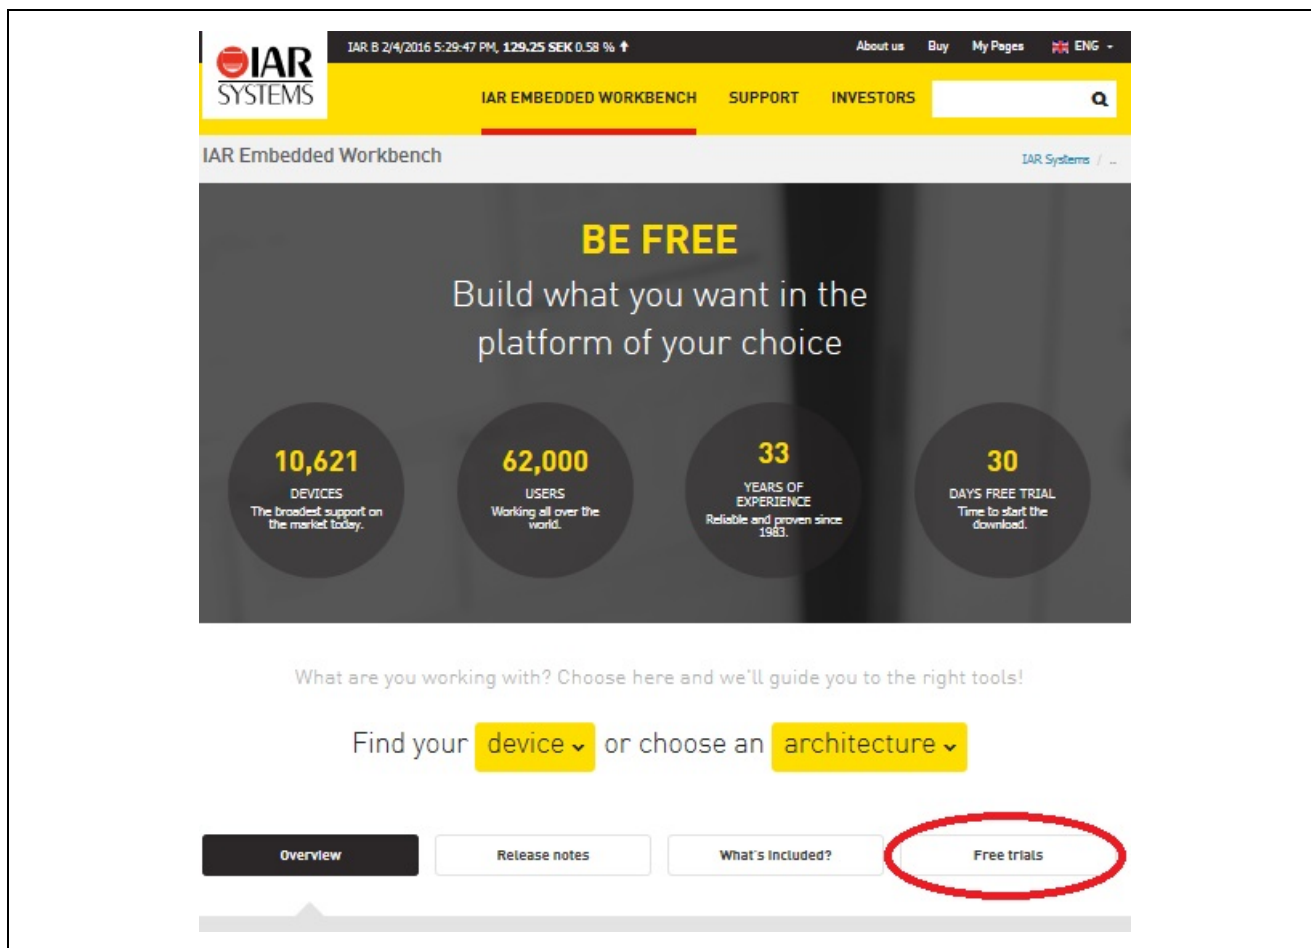 IAR SYSTEMS
IAR B 2/4/2016 5:29:47 PM, 129.25 SEK 0.58 % ↑
About us Buy My Pages ENG
IAR EMBEDDED WORKBENCH SUPPORT INVESTORS
IAR Embedded Workbench
IAR Systems / ..
BE FREE
Build what you want in the
platform of your choice
10,621
DEVICES
The broadest support on
the market today.
62,000
USERS
Working all over the
world.
33
YEARS OF
EXPERIENCE
Reliable and proven since
1983.
30
DAYS FREE TRIAL
Time to start the
download.
What are you working with? Choose here and we'll guide you to the right tools!
Find your device or choose an architecture
Overview Release notes What's included? Free trials